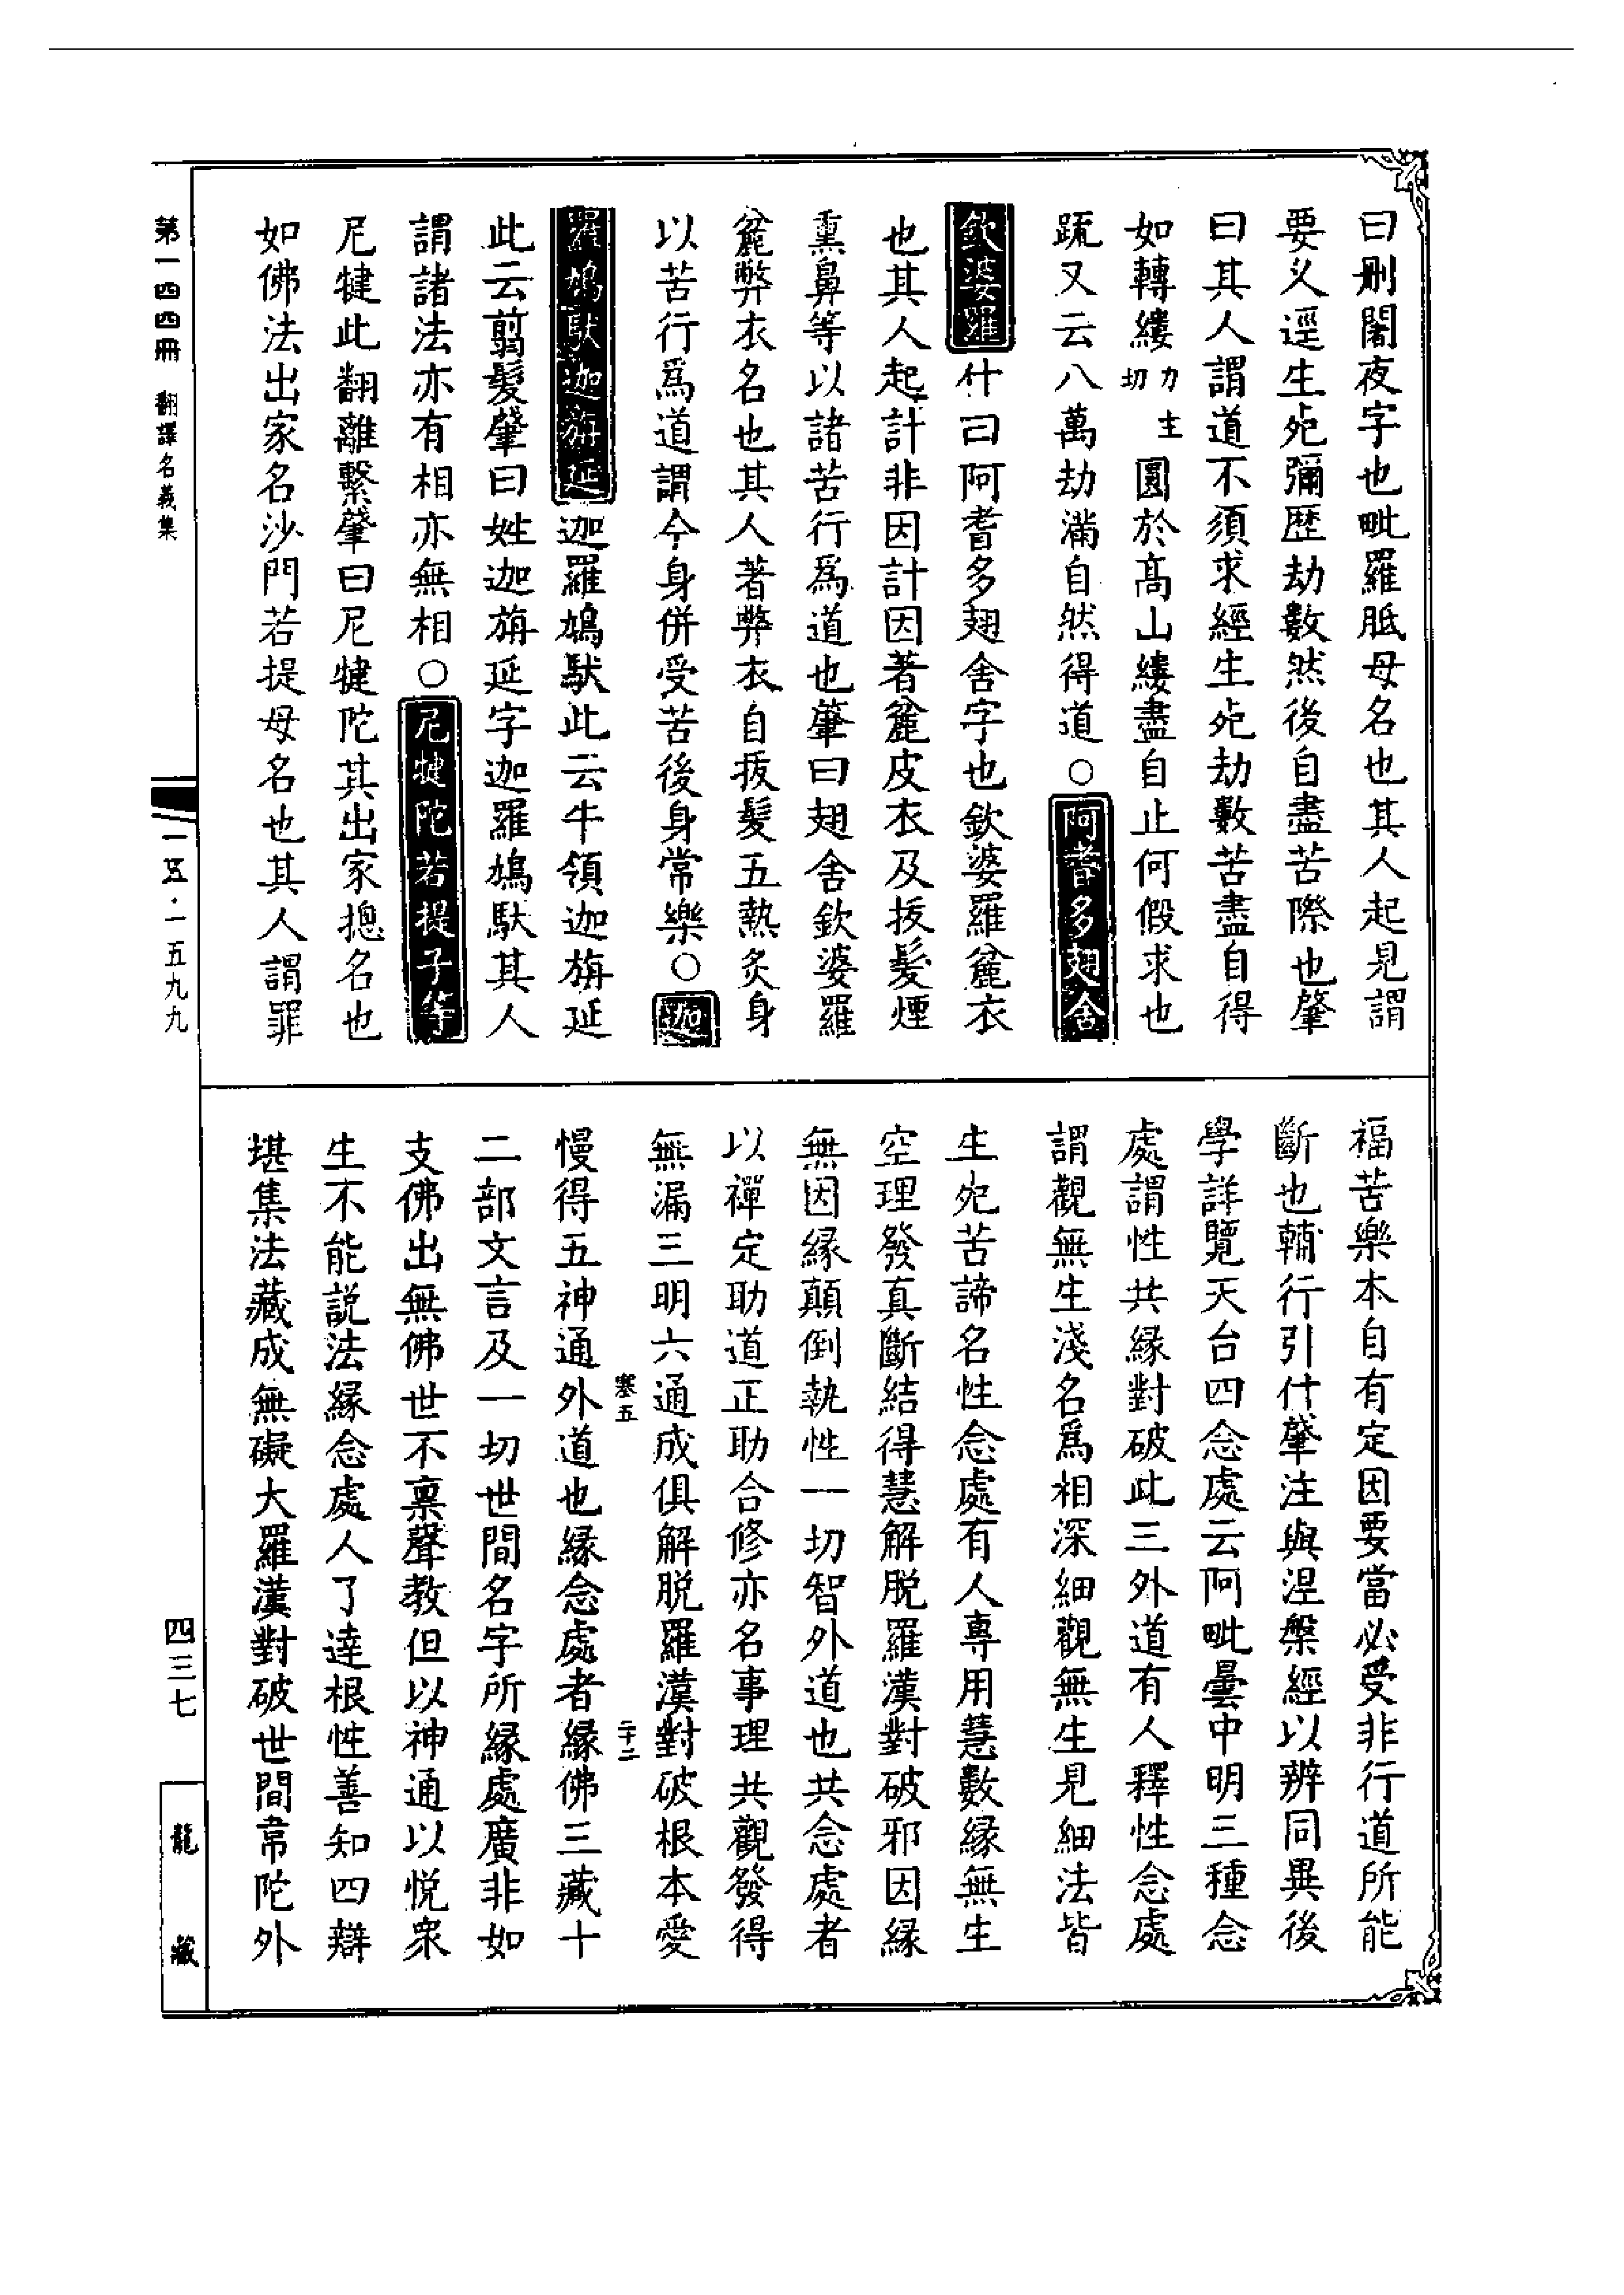 曰刪闍夜字也毗羅胝母名也其人起見謂
要乆逕生死彌歷劫數然後自盡苦際也肇
曰其人謂道不須求經生死劫數苦盡自得
如轉縷力主切圓於高山縷盡自止何假求也
䟽又云八萬劫滿自然得道○阿耆多翅舍
欽婆羅什曰阿耆多翅舍字也欽婆羅麄衣
也其人起計非因計因著麄皮衣及拔髮煙
熏鼻等以諸苦行爲道也肇曰翅舍欽婆羅
麄弊衣名也其人著弊衣自拔髮五熱炙身
以苦行爲道謂今身併受苦後身常樂○迦
羅鳩馱迦旃延迦羅鳩馱此云牛領迦旃延
此云翦髮肇曰姓迦旃延字迦羅鳩馱其人
謂諸法亦有相亦無相○尼犍陀若提子等
尼犍此翻離繫肇曰尼犍陀其出家摠名也
如佛法出家名沙門若提母名也其人謂罪
福苦樂本自有定因要當必受非行道所能
斷也輔行引什肇注與涅槃經以辨同異後
學詳覽天台四念處云阿毗曇中明三種念
處謂性共緣對破此三外道有人釋性念處
謂觀無生淺名爲相深細觀無生見細法皆
生死苦諦名性念處有人專用慧數緣無生
空理發真斷結得慧解脫羅漢對破邪因緣
無因緣顛倒執性一切智外道也共念處者
以禪定助道正助合修亦名事理共觀發得
無漏三明六通成俱解脫羅漢對破根本愛
塞五
二十二
慢得五神通外道也緣念處者緣佛三藏十
二部文言及一切世間名字所緣處廣非如
支佛出無佛世不稟聲教但以神通以悅衆
生不能說法緣念處人了達根性善知四辯
堪集法藏成無礙大羅漢對破世間韋陀外
第一四四冊　翻譯名義集
一五·一五九九
四三七
龍藏